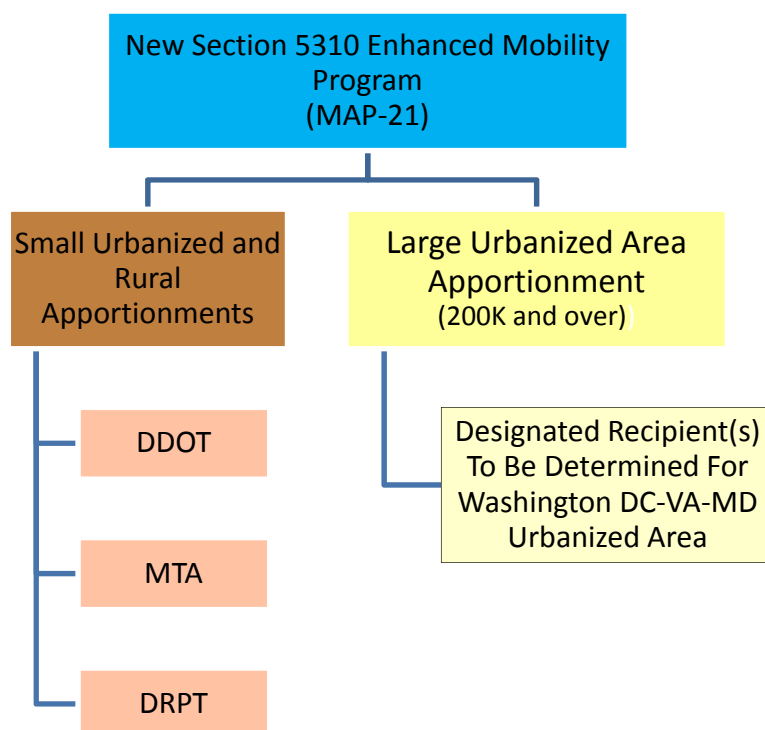 New Section 5310 Enhanced Mobility
Program
(MAP-21)
Small Urbanized and
Rural
Apportionments
Large Urbanized Area
Apportionment
(200K and over))
DDOT
MTA
DRPT
Designated Recipient(s)
To Be Determined For
Washington DC-VA-MD
Urbanized Area